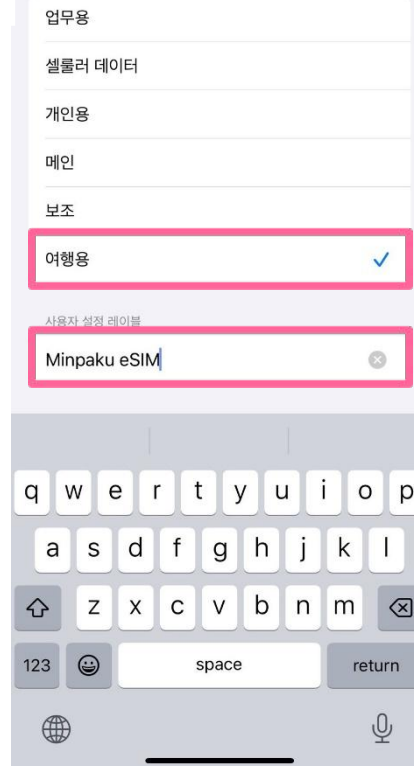 업무용
셀룰러 데이터
개인용
메인
보조
여행용
사용자 설정 레이블
Minpaku eSIM
q w e r t y u i o p
a s d f g h j k l
z x c v b n m
123 space return